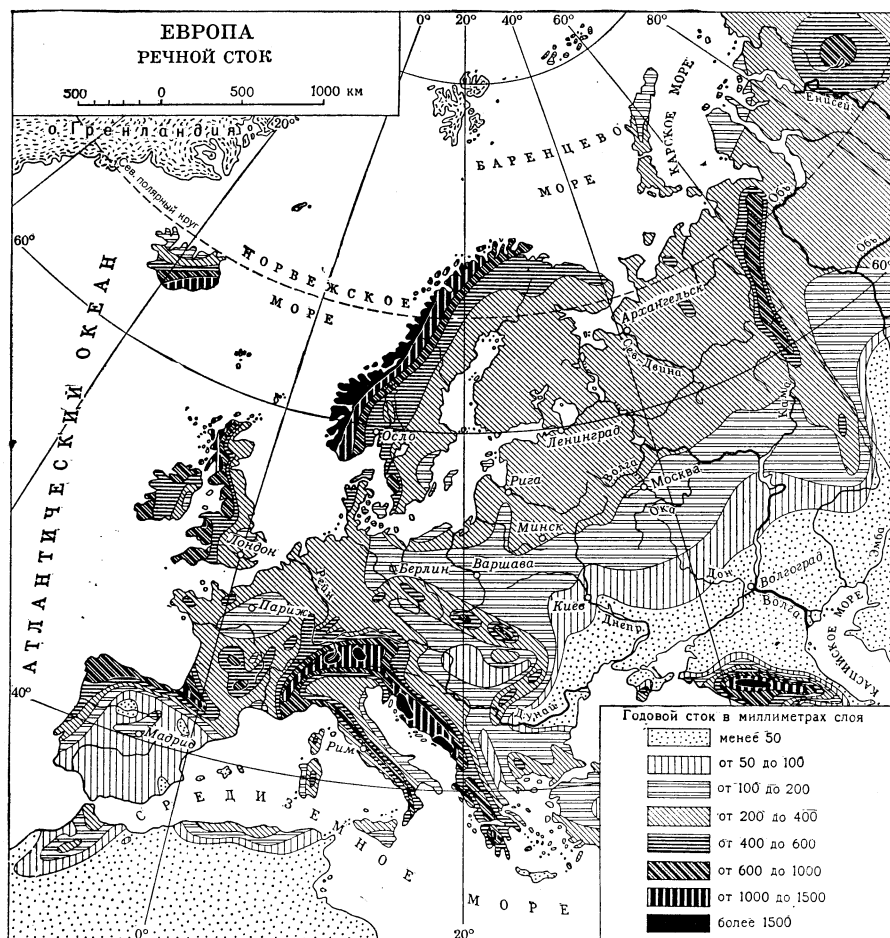 ЕВРОПА
РЕЧНОЙ СТОК
500 0 500 1000 км
0° 20° 40° 60° 80°
о. Гренландия
20°
Сев. полярный круг
60°
БАРЕНЦЕВО
МОРЕ
КАРСКОЕ МОРЕ
Енисей
Обь
Обь
60°
НОРВЕЖСКОЕ
МОРЕ
АТЛАНТИЧЕСКИЙ ОКЕАН
Архангельск
Сев. Двина
Кама
Осло
Ленинград
Волга
Москва
Рига
Ока
Минск
Лондон
Берлин
Варшава
Рейн
Париж
Киев
Днепр
Дон
Волгоград
Волга
Эмба
КАСПИЙСКОЕ МОРЕ
40°
Мадрид
Рим
Дунай
СРЕДИЗЕМНОЕ
МОРЕ
0°
20°
Годовой сток в миллиметрах слоя
менее 50
от 50 до 100
от 100 до 200
от 200 до 400
от 400 до 600
от 600 до 1000
от 1000 до 1500
более 1500